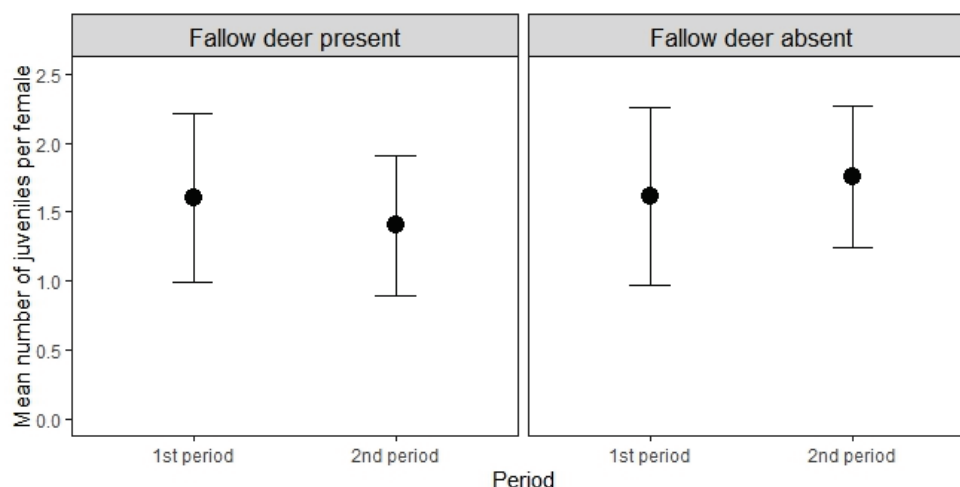 Fallow deer present
Fallow deer absent
Mean number of juveniles per female
2.5
2.0
1.5
1.0
0.5
0.0
1st period
2nd period
1st period
2nd period
Period